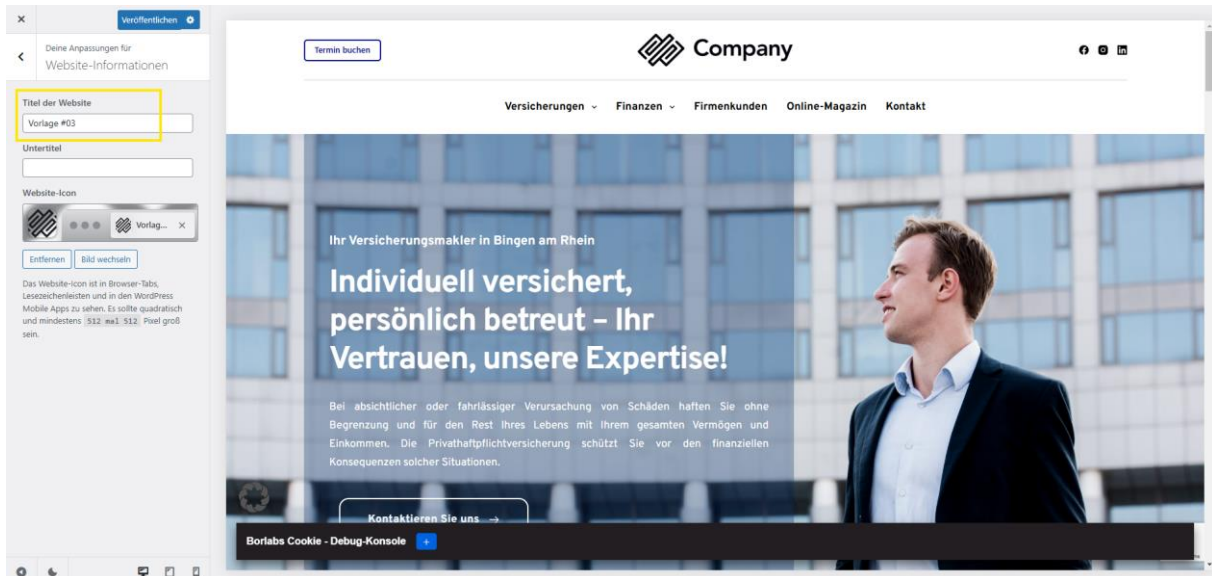 Veröffentlichen
Deine Anpassungen für
Website-Informationen
Titel der Website
Vorlage #03
Untertitel
Website-Icon
Vorlag...
Entfernen
Bild wechseln
Das Website-Icon ist in Browser-Tabs,
Lesezeichenleisten und in den WordPress
Mobile Apps zu sehen. Es sollte quadratisch
und mindestens 512 mal 512 Pixel groß
sein.
Termin buchen
Company
Versicherungen
Finanzen
Firmenkunden
Online-Magazin
Kontakt
Ihr Versicherungsmakler in Bingen am Rhein
Individuell versichert,
persönlich betreut – Ihr
Vertrauen, unsere Expertise!
Bei absichtlicher oder fahrlässiger Verursachung von Schäden haften Sie ohne
Begrenzung und für den Rest Ihres Lebens mit Ihrem gesamten Vermögen und
Einkommen. Die Privathaftpflichtversicherung schützt Sie vor den finanziellen
Konsequenzen solcher Situationen.
Kontaktieren Sie uns →
Borlabs Cookie - Debug-Konsole +